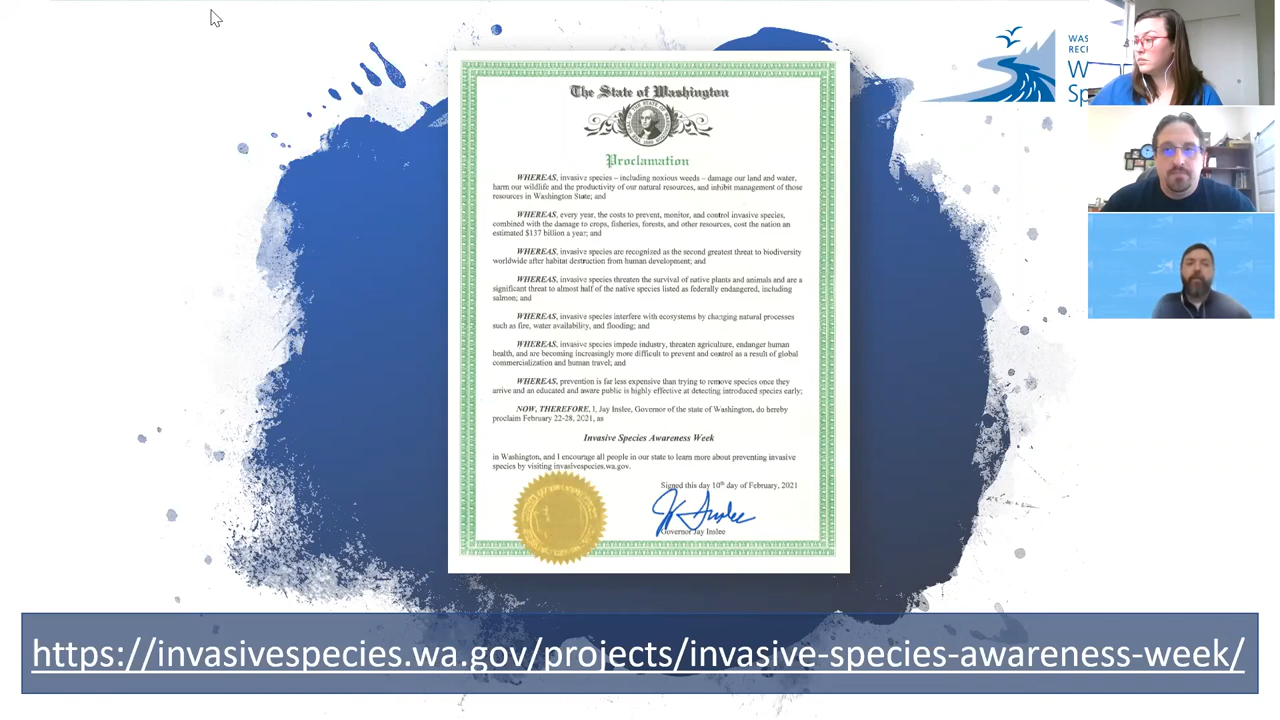 The State of Washington
THE STATE OF
1889
Proclamation
WHEREAS, invasive species – including noxious weeds – damage our land and water,
harm our wildlife and the productivity of our natural resources, and inhibit management of those
resources in Washington State; and
WHEREAS, every year, the costs to prevent, monitor, and control invasive species,
combined with the damage to crops, fisheries, forests, and other resources, cost the nation an
estimated $137 billion a year; and
WHEREAS, invasive species are recognized as the second greatest threat to biodiversity
worldwide after habitat destruction from human development; and
WHEREAS, invasive species threaten the survival of native plants and animals and are a
significant threat to almost half of the native species listed as federally endangered, including
salmon; and
WHEREAS, invasive species interfere with ecosystems by changing natural processes
such as fire, water availability, and flooding; and
WHEREAS, invasive species impede industry, threaten agriculture, endanger human
health, and are becoming increasingly more difficult to prevent and control as a result of global
commercialization and human travel; and
WHEREAS, prevention is far less expensive than trying to remove species once they
arrive and an educated and aware public is highly effective at detecting introduced species early;
NOW, THEREFORE, I, Jay Inslee, Governor of the state of Washington, do hereby
proclaim February 22-28, 2021, as
Invasive Species Awareness Week
in Washington, and I encourage all people in our state to learn more about preventing invasive
species by visiting invasivespecies.wa.gov.
Signed this day 10th day of February, 2021
Jay Inslee
Governor Jay Inslee
WAS
RECR
W
Sp
https://invasivespecies.wa.gov/projects/invasive-species-awareness-week/